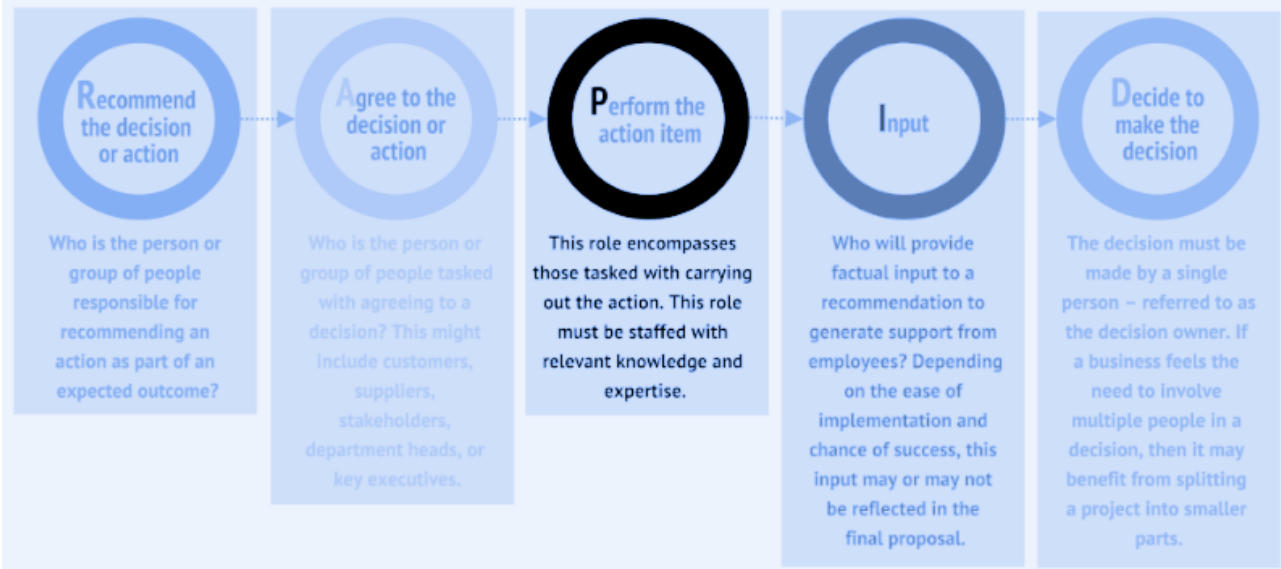 Recommend
the decision
or action
Who is the person or
group of people
responsible for
recommending an
action as part of an
expected outcome?
Agree to the
decision or
action
Who is the person or
group of people tasked
with agreeing to a
decision? This might
include customers,
suppliers,
stakeholders,
department heads, or
key executives.
Perform the
action item
This role encompasses
those tasked with carrying
out the action. This role
must be staffed with
relevant knowledge and
expertise.
Input
Who will provide
factual input to a
recommendation to
generate support from
employees? Depending
on the ease of
implementation and
chance of success, this
input may or may not
be reflected in the
final proposal.
Decide to
make the
decision
The decision must be
made by a single
person – referred to as
the decision owner. If
a business feels the
need to involve
multiple people in a
decision, then it may
benefit from splitting
a project into smaller
parts.